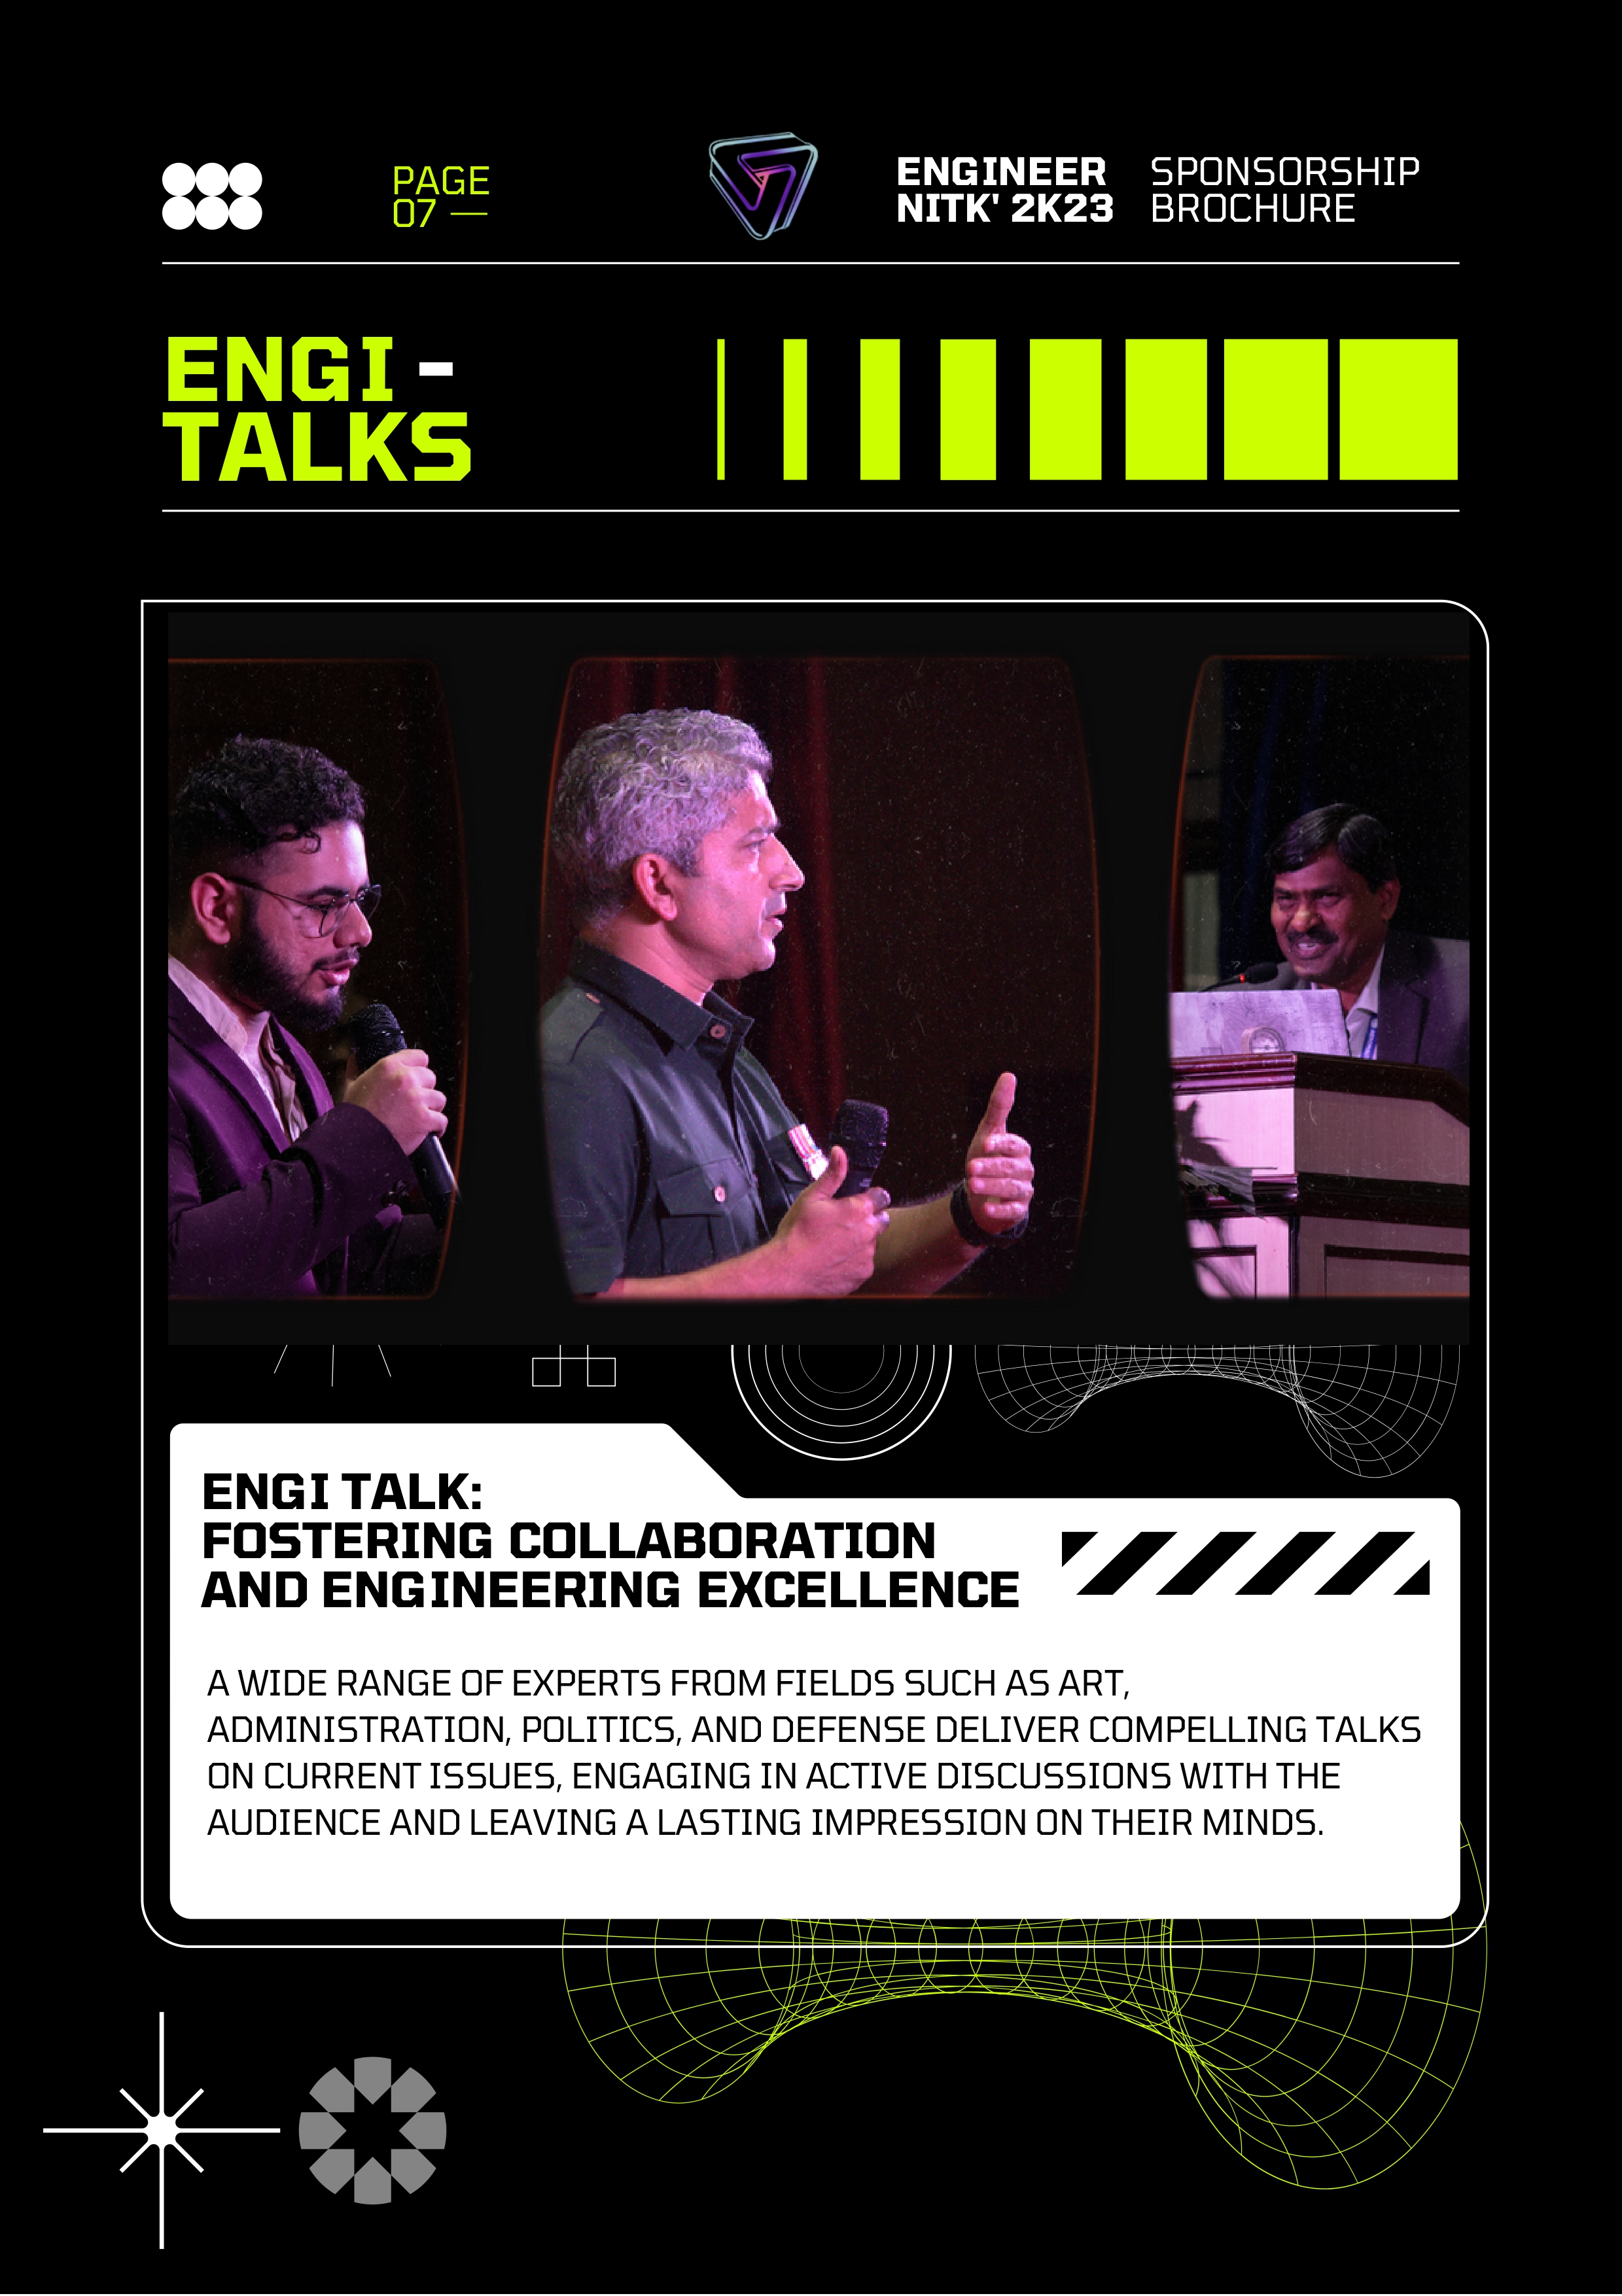 PAGE
07 —
ENGINEER
NITK' 2K23
SPONSORSHIP
BROCHURE
ENGI -
TALKS
ENGI TALK:
FOSTERING COLLABORATION
AND ENGINEERING EXCELLENCE
A WIDE RANGE OF EXPERTS FROM FIELDS SUCH AS ART,
ADMINISTRATION, POLITICS, AND DEFENSE DELIVER COMPELLING TALKS
ON CURRENT ISSUES, ENGAGING IN ACTIVE DISCUSSIONS WITH THE
AUDIENCE AND LEAVING A LASTING IMPRESSION ON THEIR MINDS.